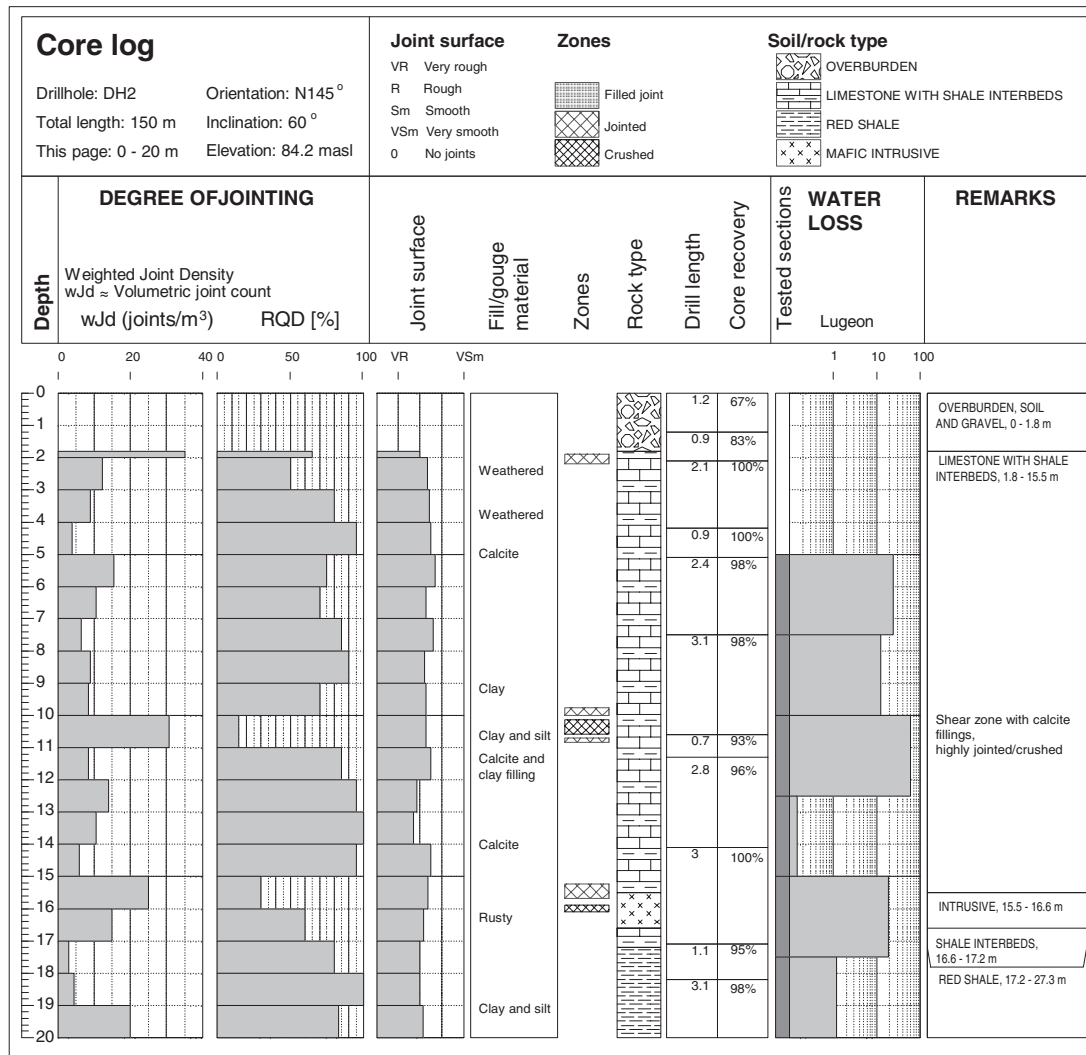 Core log
Drillhole: DH2 Orientation: N145 o
Total length: 150 m Inclination: 60 o
This page: 0 - 20 m Elevation: 84.2 masl
Joint surface
VR Very rough
R Rough
Sm Smooth
VSm Very smooth
0 No joints
Zones
Filled joint
Jointed
Crushed
Soil/rock type
OVERBURDEN
LIMESTONE WITH SHALE INTERBEDS
RED SHALE
MAFIC INTRUSIVE
Depth
DEGREE OFJOINTING
Weighted Joint Density
wJd ≈ Volumetric joint count
wJd (joints/m³) RQD [%]
Joint surface
Fill/gouge
material
Zones
Rock type
Drill length
Core recovery
Tested sections
WATER
LOSS
Lugeon
REMARKS
0 20 40 0 50 100 VR VSm 1 10 100
0
1
2
3
4
5
6
7
8
9
10
11
12
13
14
15
16
17
18
19
20
Weathered
Weathered
Calcite
Clay
Clay and silt
Calcite and
clay filling
Calcite
Rusty
Clay and silt
1.2 67%
0.9 83%
2.1 100%
0.9 100%
2.4 98%
3.1 98%
0.7 93%
2.8 96%
3 100%
1.1 95%
3.1 98%
OVERBURDEN, SOIL
AND GRAVEL, 0 - 1.8 m
LIMESTONE WITH SHALE
INTERBEDS, 1.8 - 15.5 m
Shear zone with calcite
fillings,
highly jointed/crushed
INTRUSIVE, 15.5 - 16.6 m
SHALE INTERBEDS,
16.6 - 17.2 m
RED SHALE, 17.2 - 27.3 m